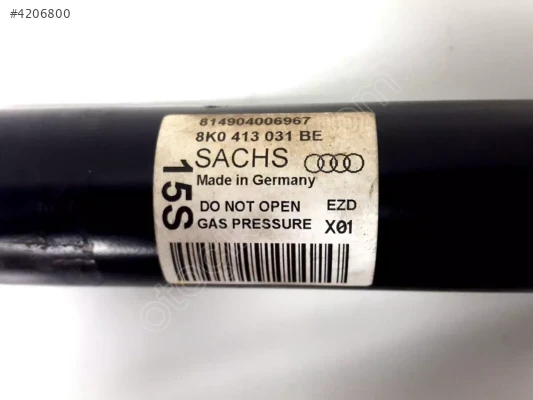 #4206800
814904006967
8K0 413 031 BE
SACHS
Made in Germany
15S
DO NOT OPEN EZD
GAS PRESSURE X01